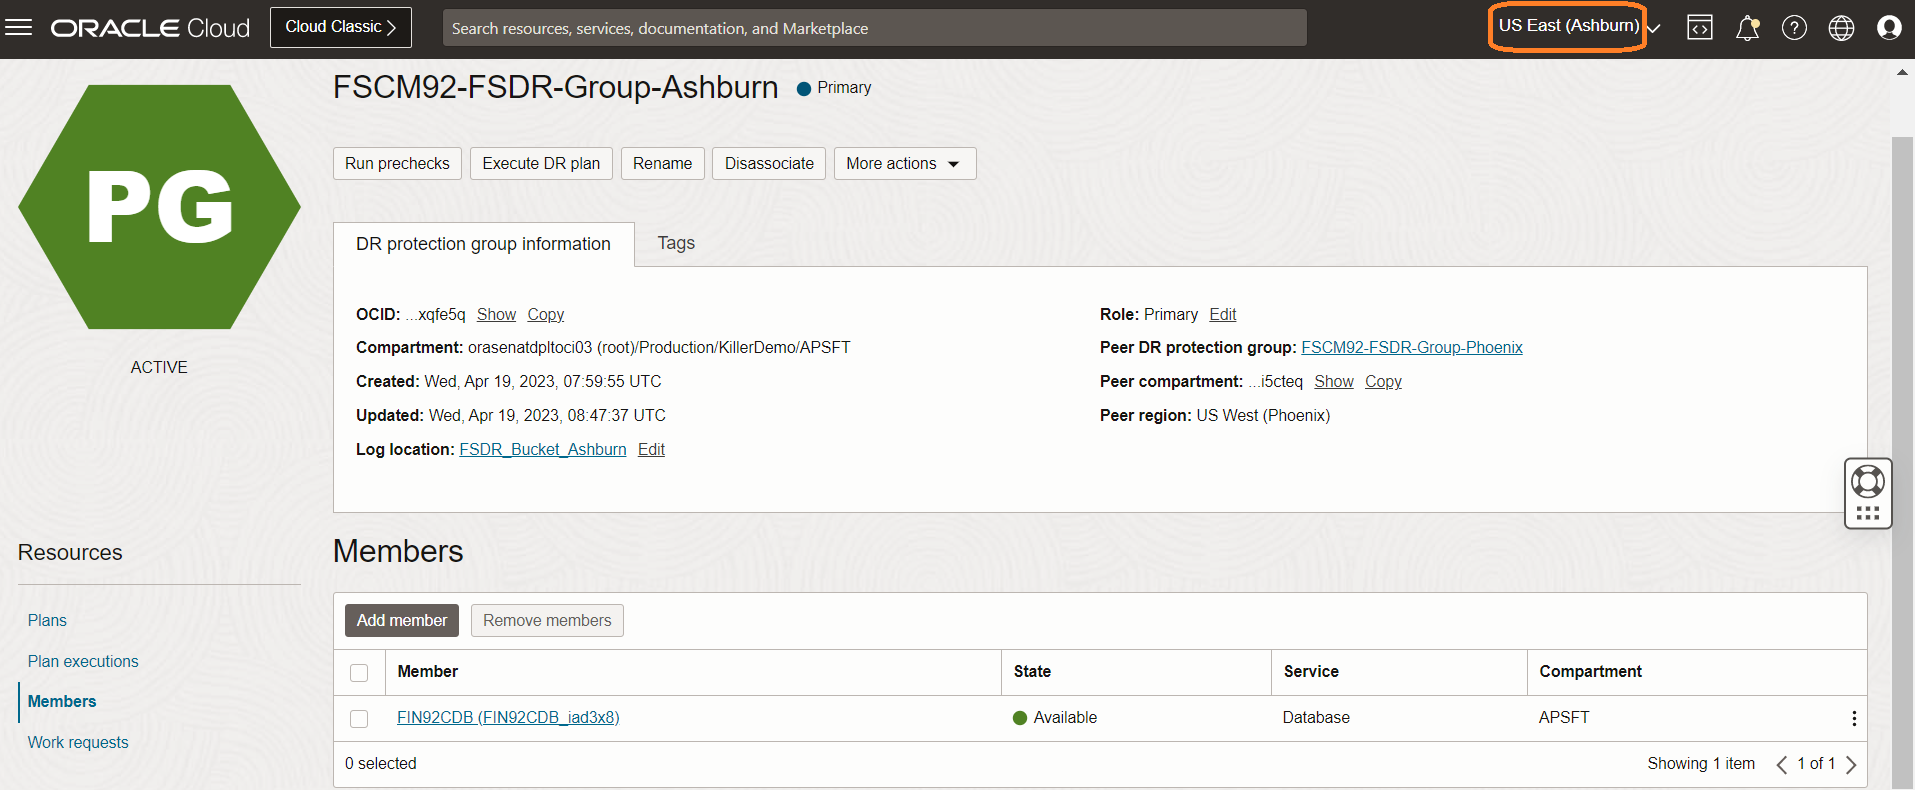 ORACLE Cloud
Cloud Classic
Search resources, services, documentation, and Marketplace
US East (Ashburn)
PG
ACTIVE
FSCM92-FSDR-Group-Ashburn
Primary
Run prechecks
Execute DR plan
Rename
Disassociate
More actions
DR protection group information
Tags
OCID: ...xqfe5q Show Copy
Compartment: orasenatdpltoci03 (root)/Production/KillerDemo/APSFT
Created: Wed, Apr 19, 2023, 07:59:55 UTC
Updated: Wed, Apr 19, 2023, 08:47:37 UTC
Log location: FSDR_Bucket_Ashburn Edit
Role: Primary Edit
Peer DR protection group: FSCM92-FSDR-Group-Phoenix
Peer compartment: ...i5cteq Show Copy
Peer region: US West (Phoenix)
Resources
Plans
Plan executions
Members
Work requests
Members
Add member
Remove members
Member State Service Compartment
FIN92CDB (FIN92CDB_iad3x8) Available Database APSFT
0 selected
Showing 1 item
1 of 1